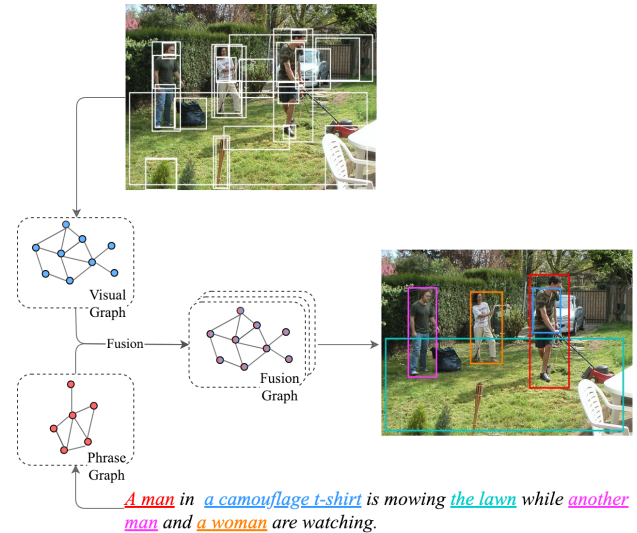 Visual
Graph
Fusion
Fusion
Graph
Phrase
Graph
A man in a camouflage t-shirt is mowing the lawn while another
man and a woman are watching.